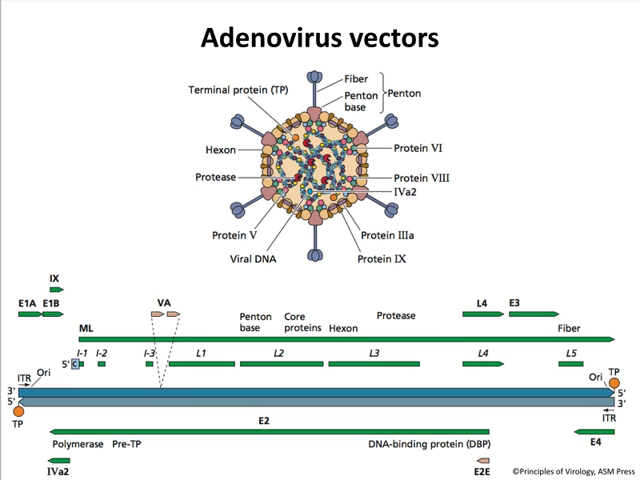 Adenovirus vectors
Terminal protein (TP)
Fiber
Penton
base
Penton
Hexon
Protein VI
Protease
Protein VIII
IVa2
Protein V
Protein IIIa
Viral DNA
Protein IX
IX
E1A E1B
VA
L4
E3
ML
Penton
base
Core
proteins
Hexon
Protease
Fiber
5' C
I-1
I-2
I-3
L1
L2
L3
L4
L5
ITR
Ori
Ori
TP
3'
5'
5'
3'
TP
ITR
E2
E4
Polymerase
Pre-TP
DNA-binding protein (DBP)
IVa2
E2E
©Principles of Virology, ASM Press